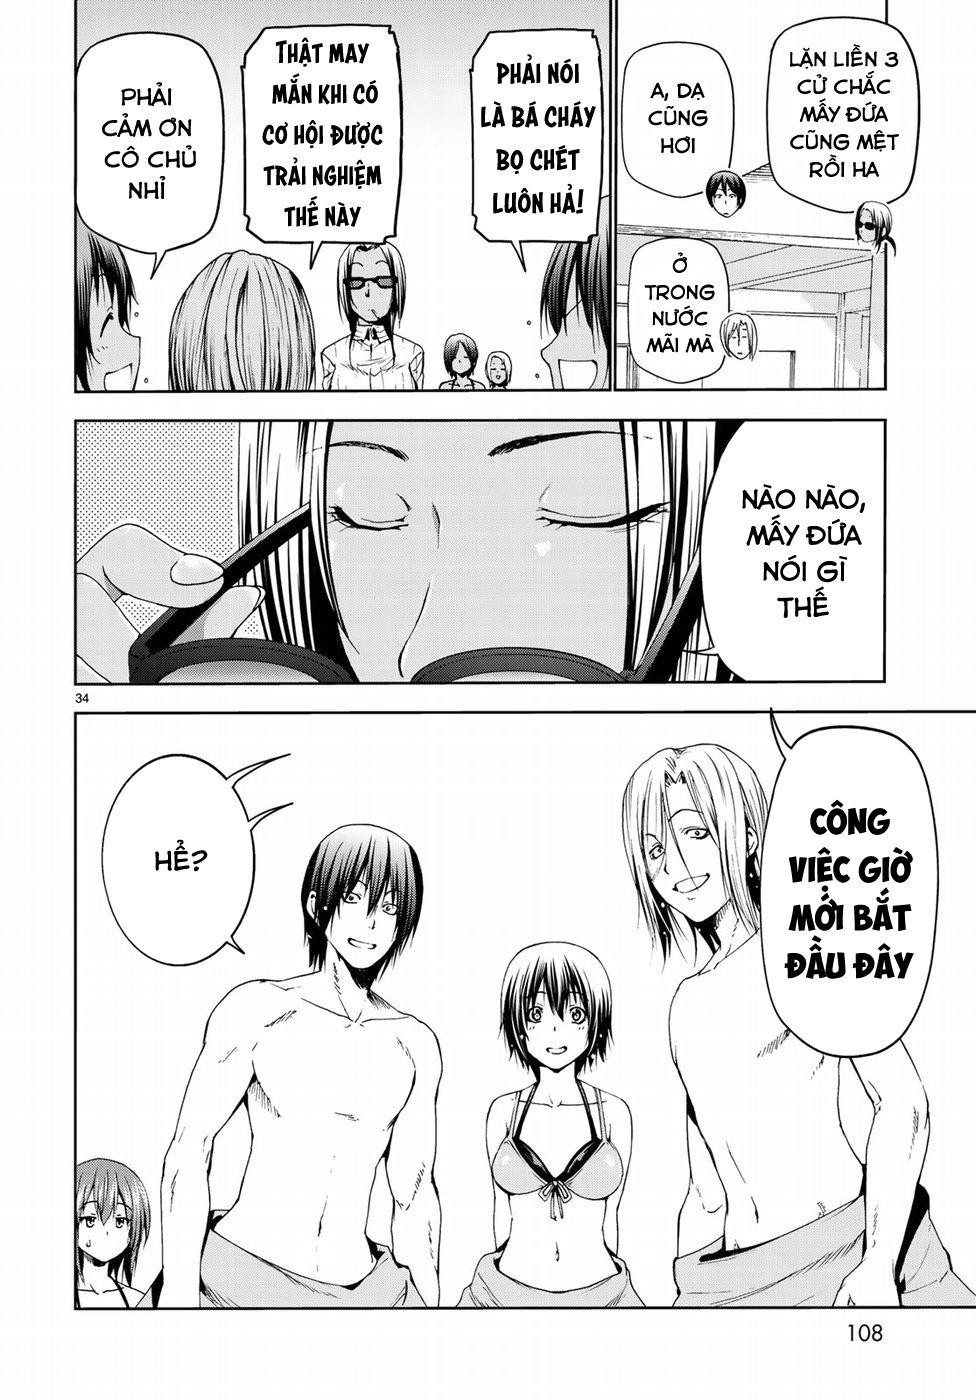 LẶN LIỀN 3
CỬ CHẮC
MẤY ĐỨA
CŨNG MỆT
RỒI HA
A, DẠ
CŨNG
HƠI
Ở
TRONG
NƯỚC
MÃI MÀ
PHẢI NÓI
LÀ BÁ CHÁY
BỌ CHÉT
LUÔN HẢ!
THẬT MAY
MẮN KHI CÓ
CƠ HỘI ĐƯỢC
TRẢI NGHIỆM
THẾ NÀY
PHẢI
CẢM ƠN
CÔ CHỦ
NHỈ
NÀO NÀO,
MẤY ĐỨA
NÓI GÌ
THẾ
34
CÔNG
VIỆC GIỜ
MỚI BẮT
ĐẦU ĐÂY
HỂ?
108